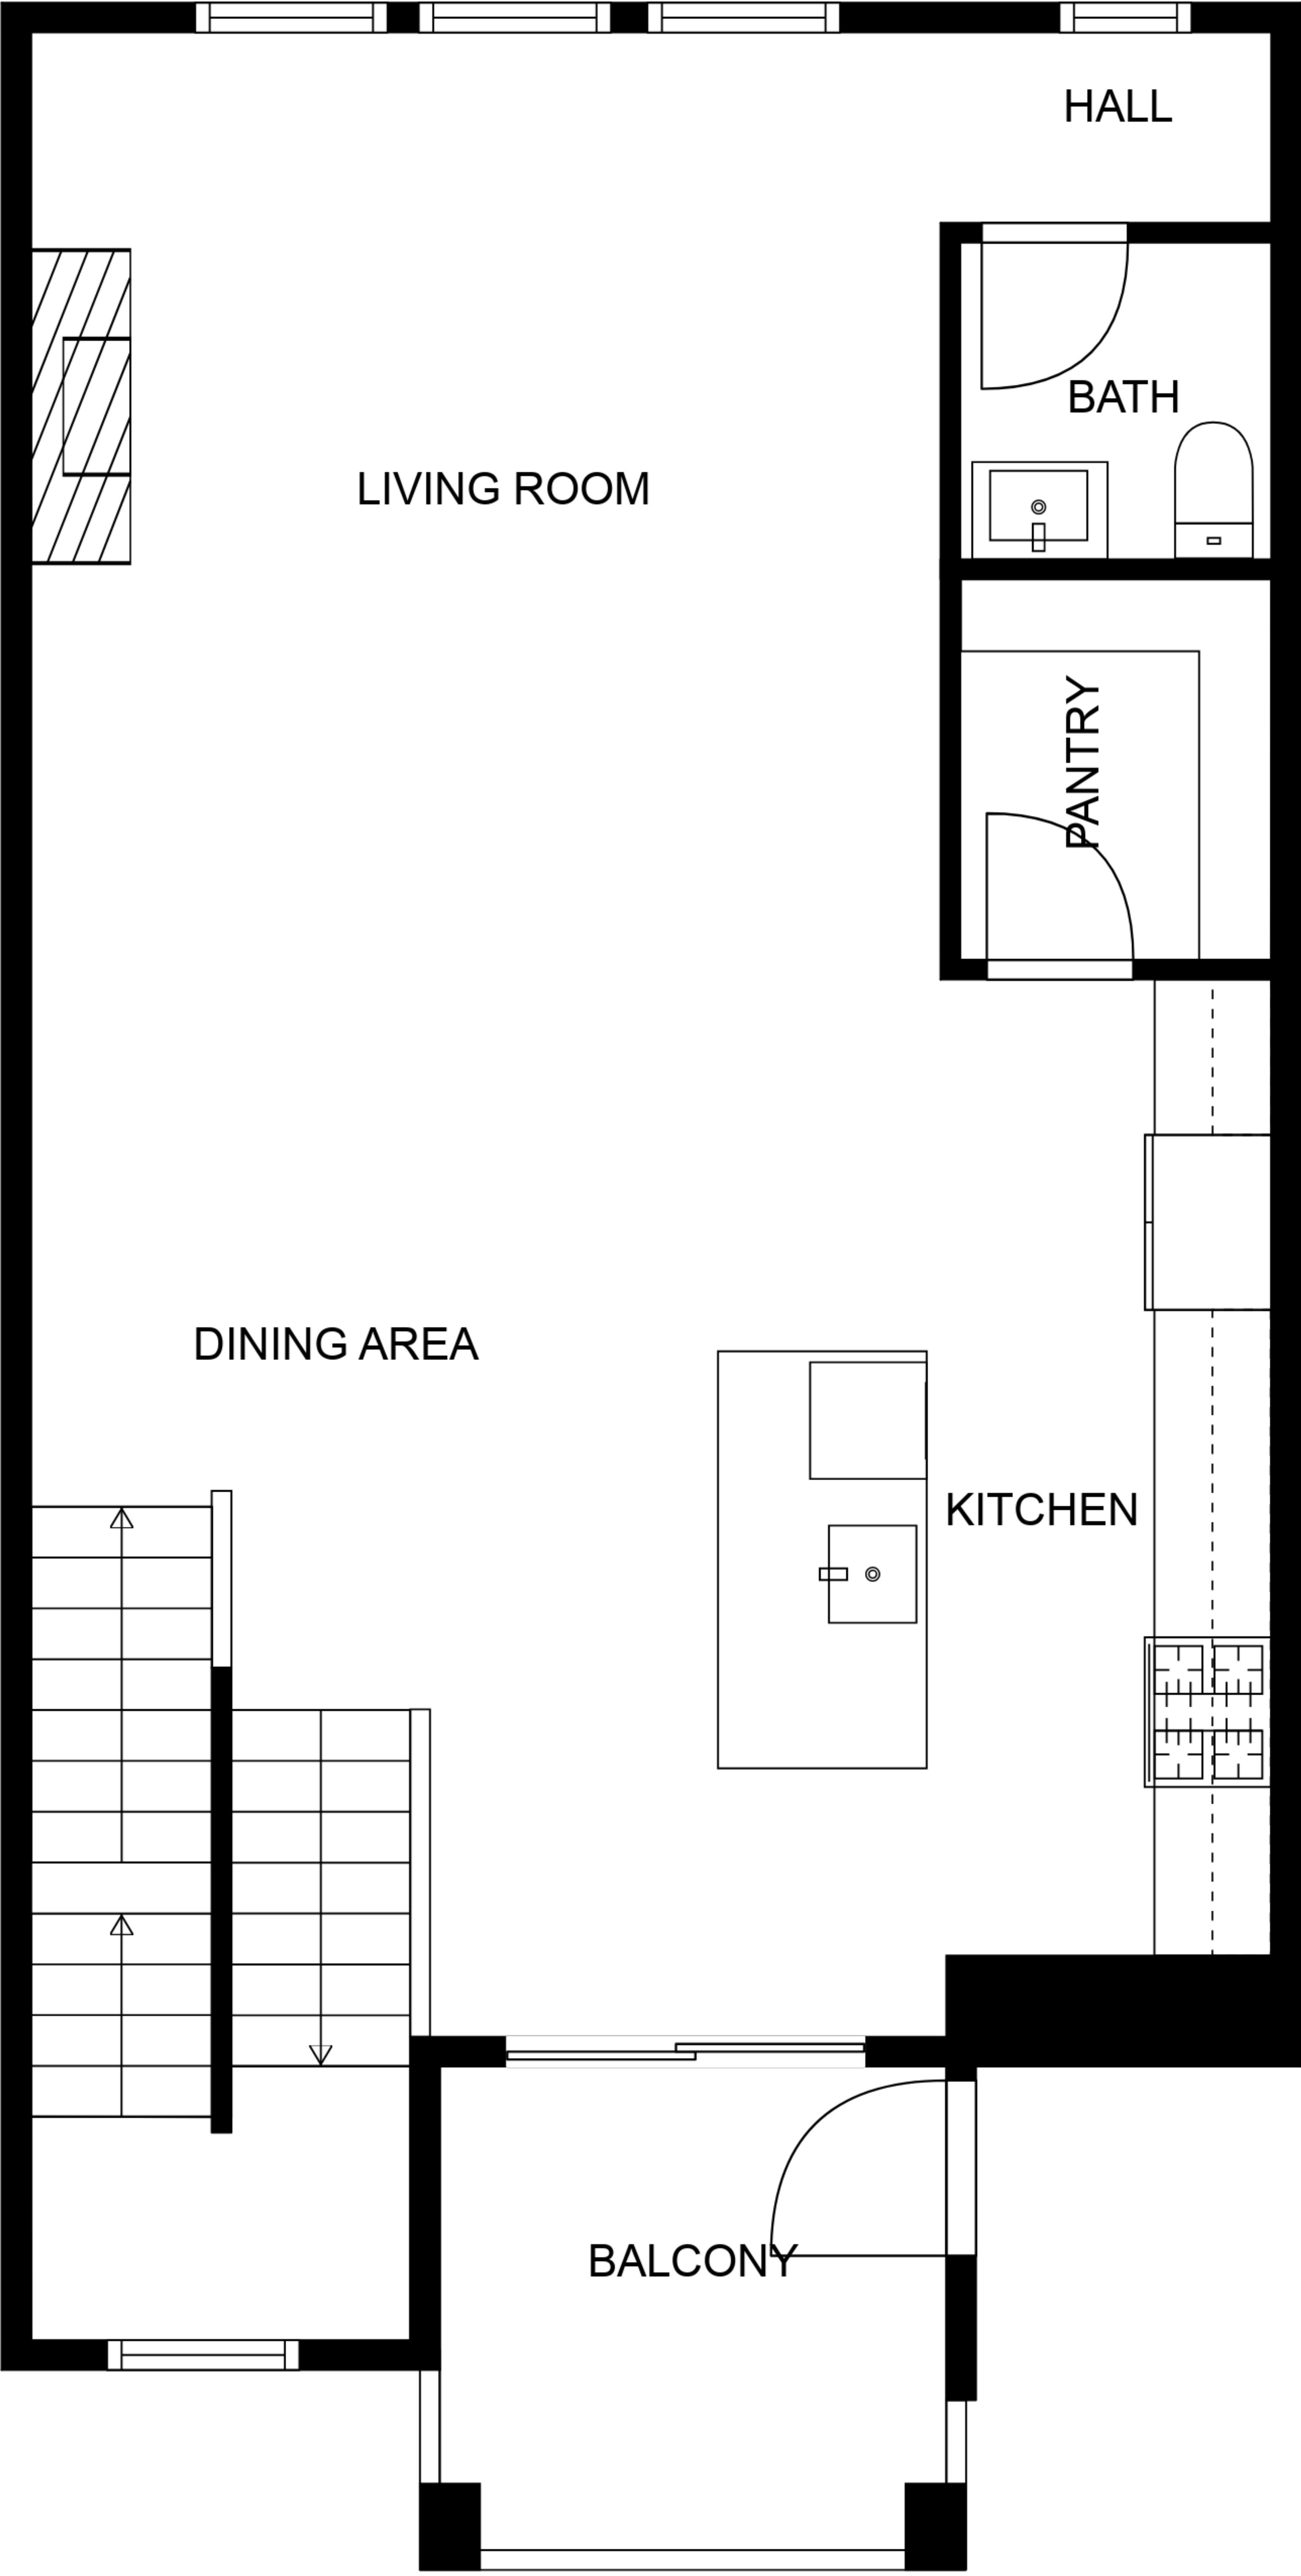 HALL
BATH
LIVING ROOM
PANTRY
DINING AREA
KITCHEN
BALCONY